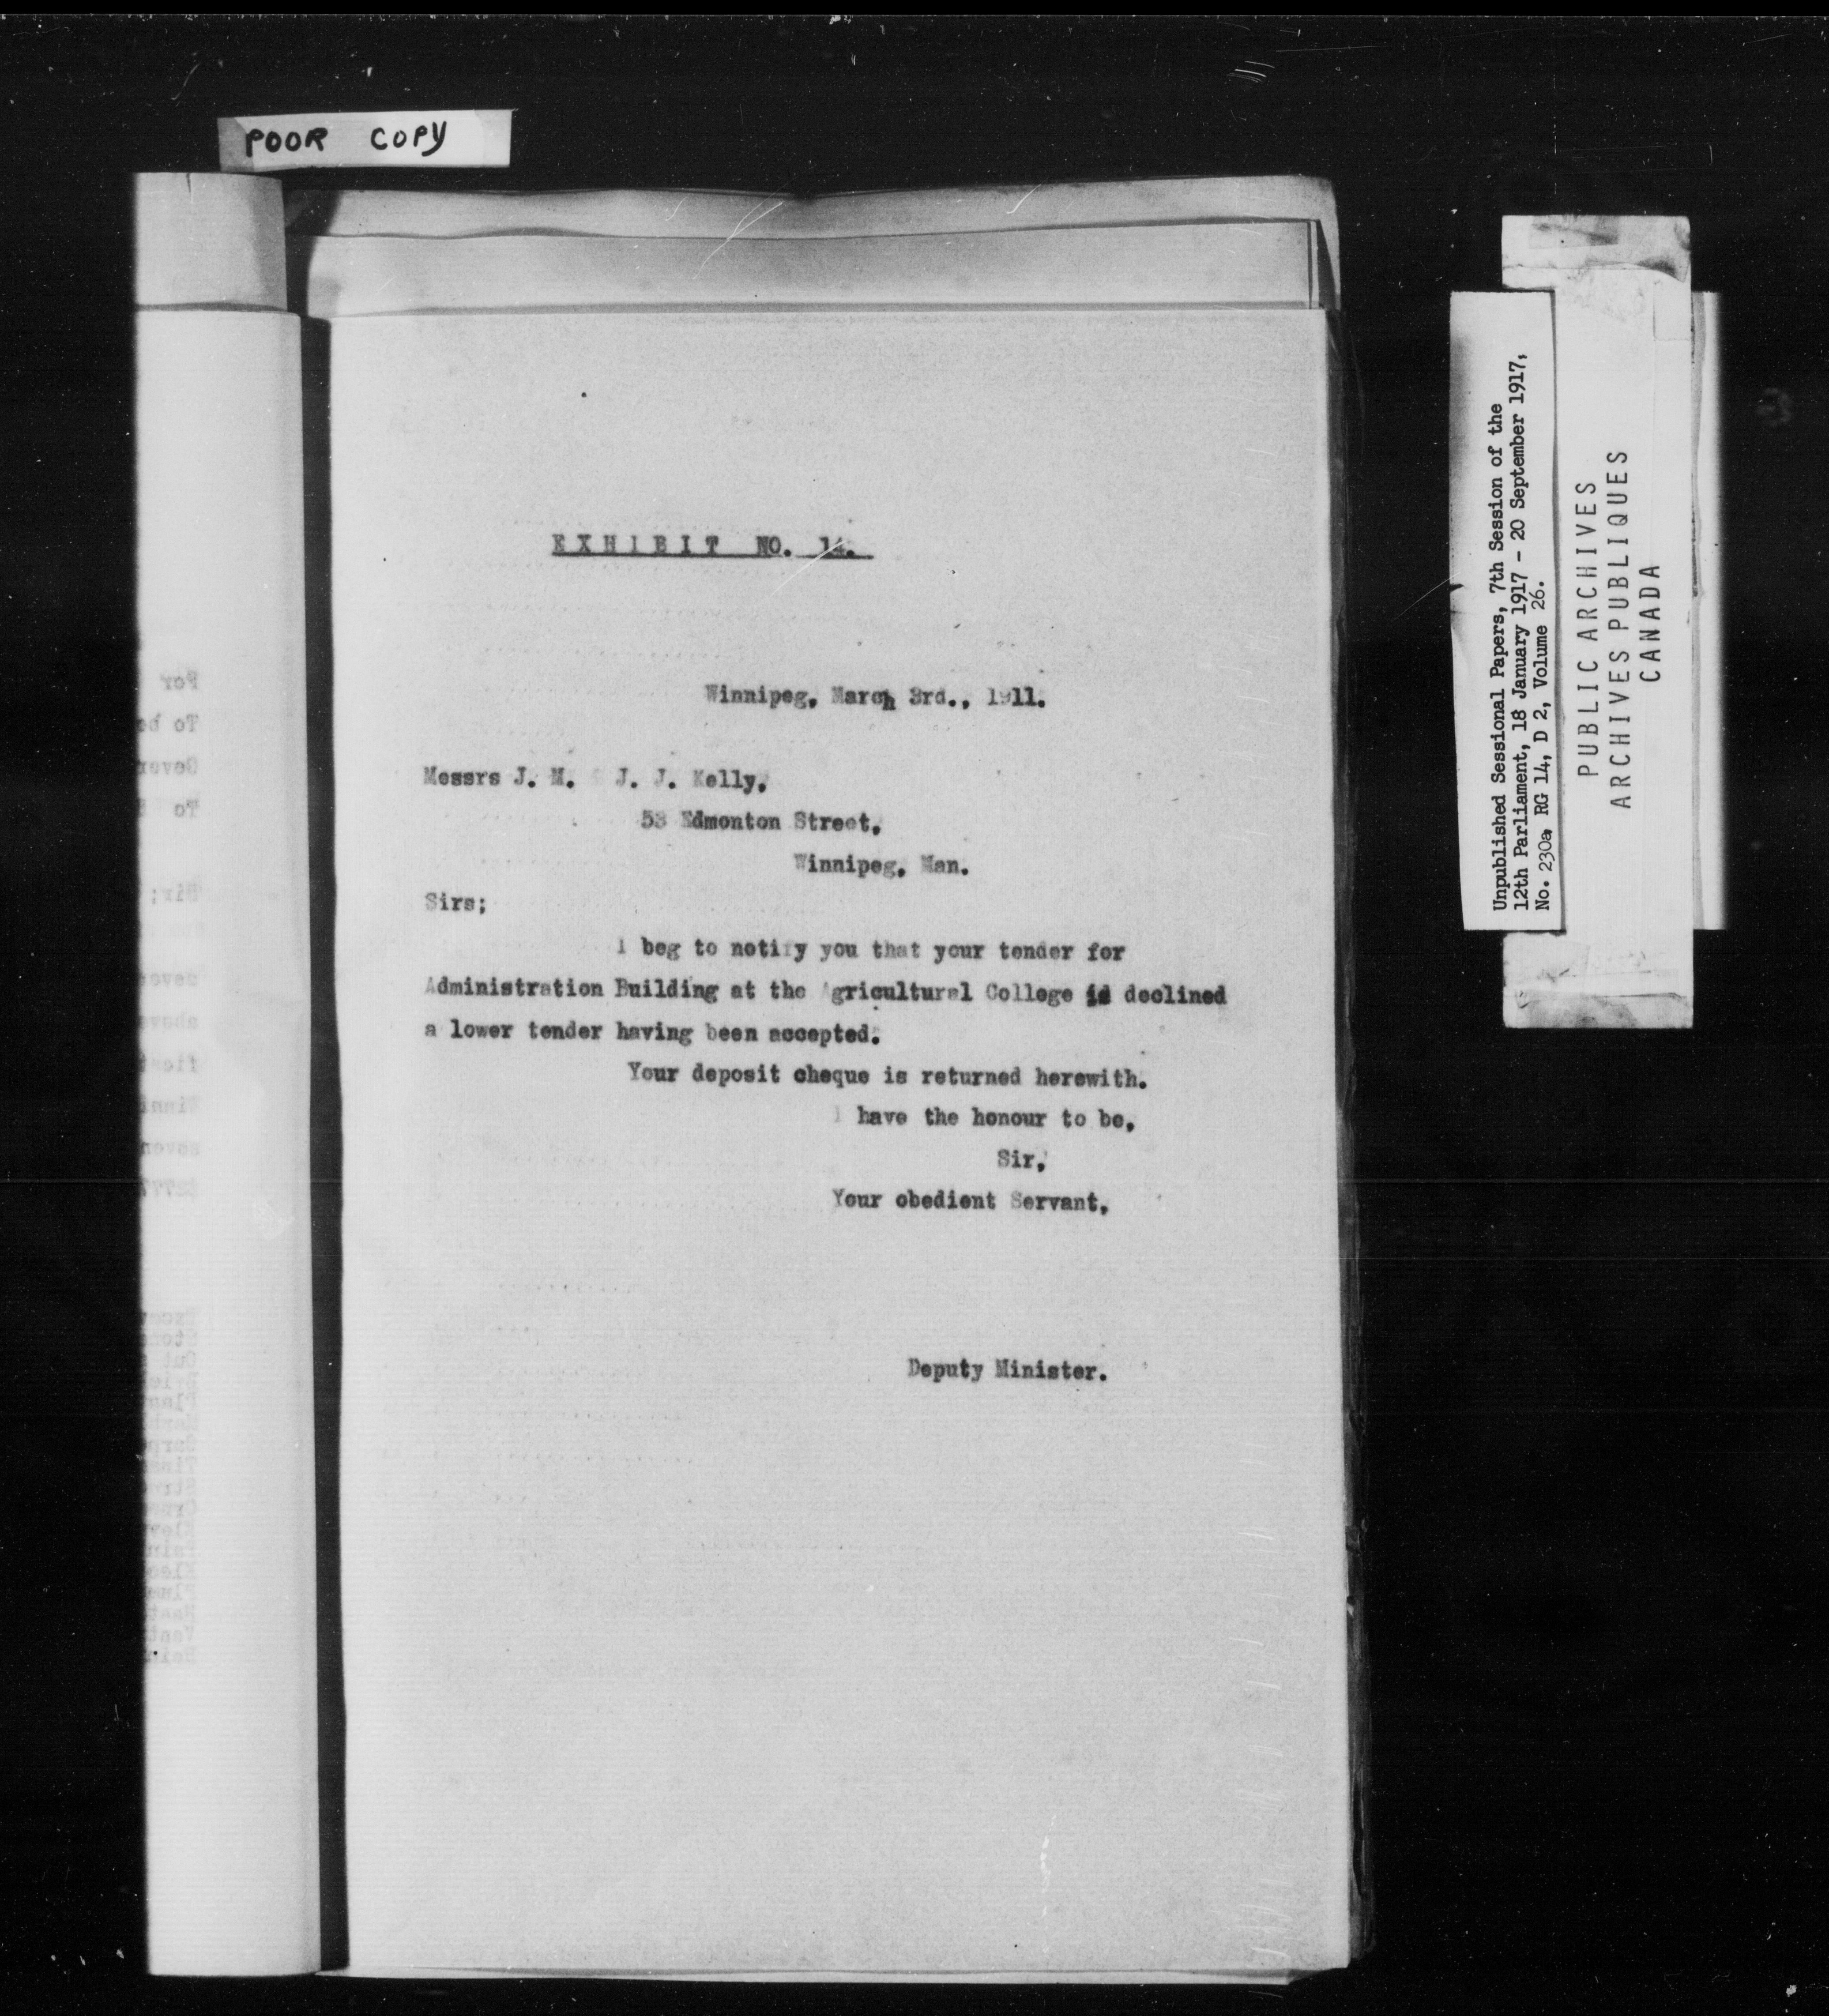 POOR COPY
EXHIBIT NO. 14.
Winnipeg, March 3rd., 1911.
Messrs J. M. & J. J. Kelly,
53 Edmonton Street,
Winnipeg, Man.
Sirs;
I beg to notify you that your tender for
Administration Building at the Agricultural College is declined
a lower tender having been accepted.
Your deposit cheque is returned herewith.
I have the honour to be,
Sir,
Your obedient Servant,
Deputy Minister.
Unpublished Sessional Papers, 7th Session of the
12th Parliament, 18 January 1917 - 20 September 1917,
No. 230a, RG 14, D 2, Volume 26.
PUBLIC ARCHIVES
ARCHIVES PUBLIQUES
CANADA